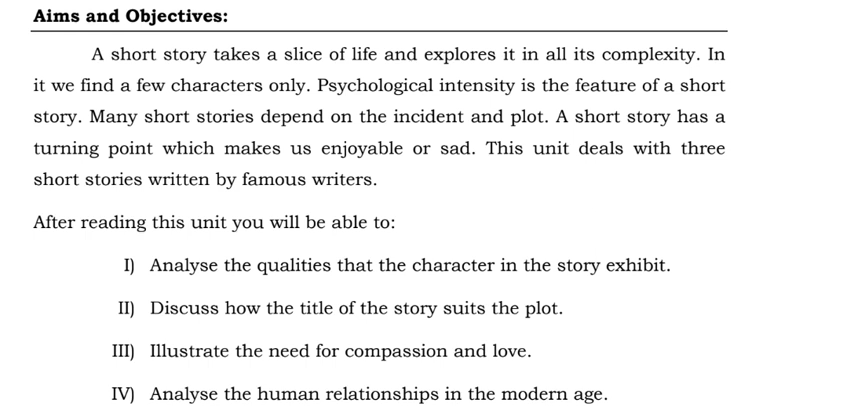 Aims and Objectives:
A short story takes a slice of life and explores it in all its complexity. In
it we find a few characters only. Psychological intensity is the feature of a short
story. Many short stories depend on the incident and plot. A short story has a
turning point which makes us enjoyable or sad. This unit deals with three
short stories written by famous writers.
After reading this unit you will be able to:
I) Analyse the qualities that the character in the story exhibit.
II) Discuss how the title of the story suits the plot.
III) Illustrate the need for compassion and love.
IV) Analyse the human relationships in the modern age.